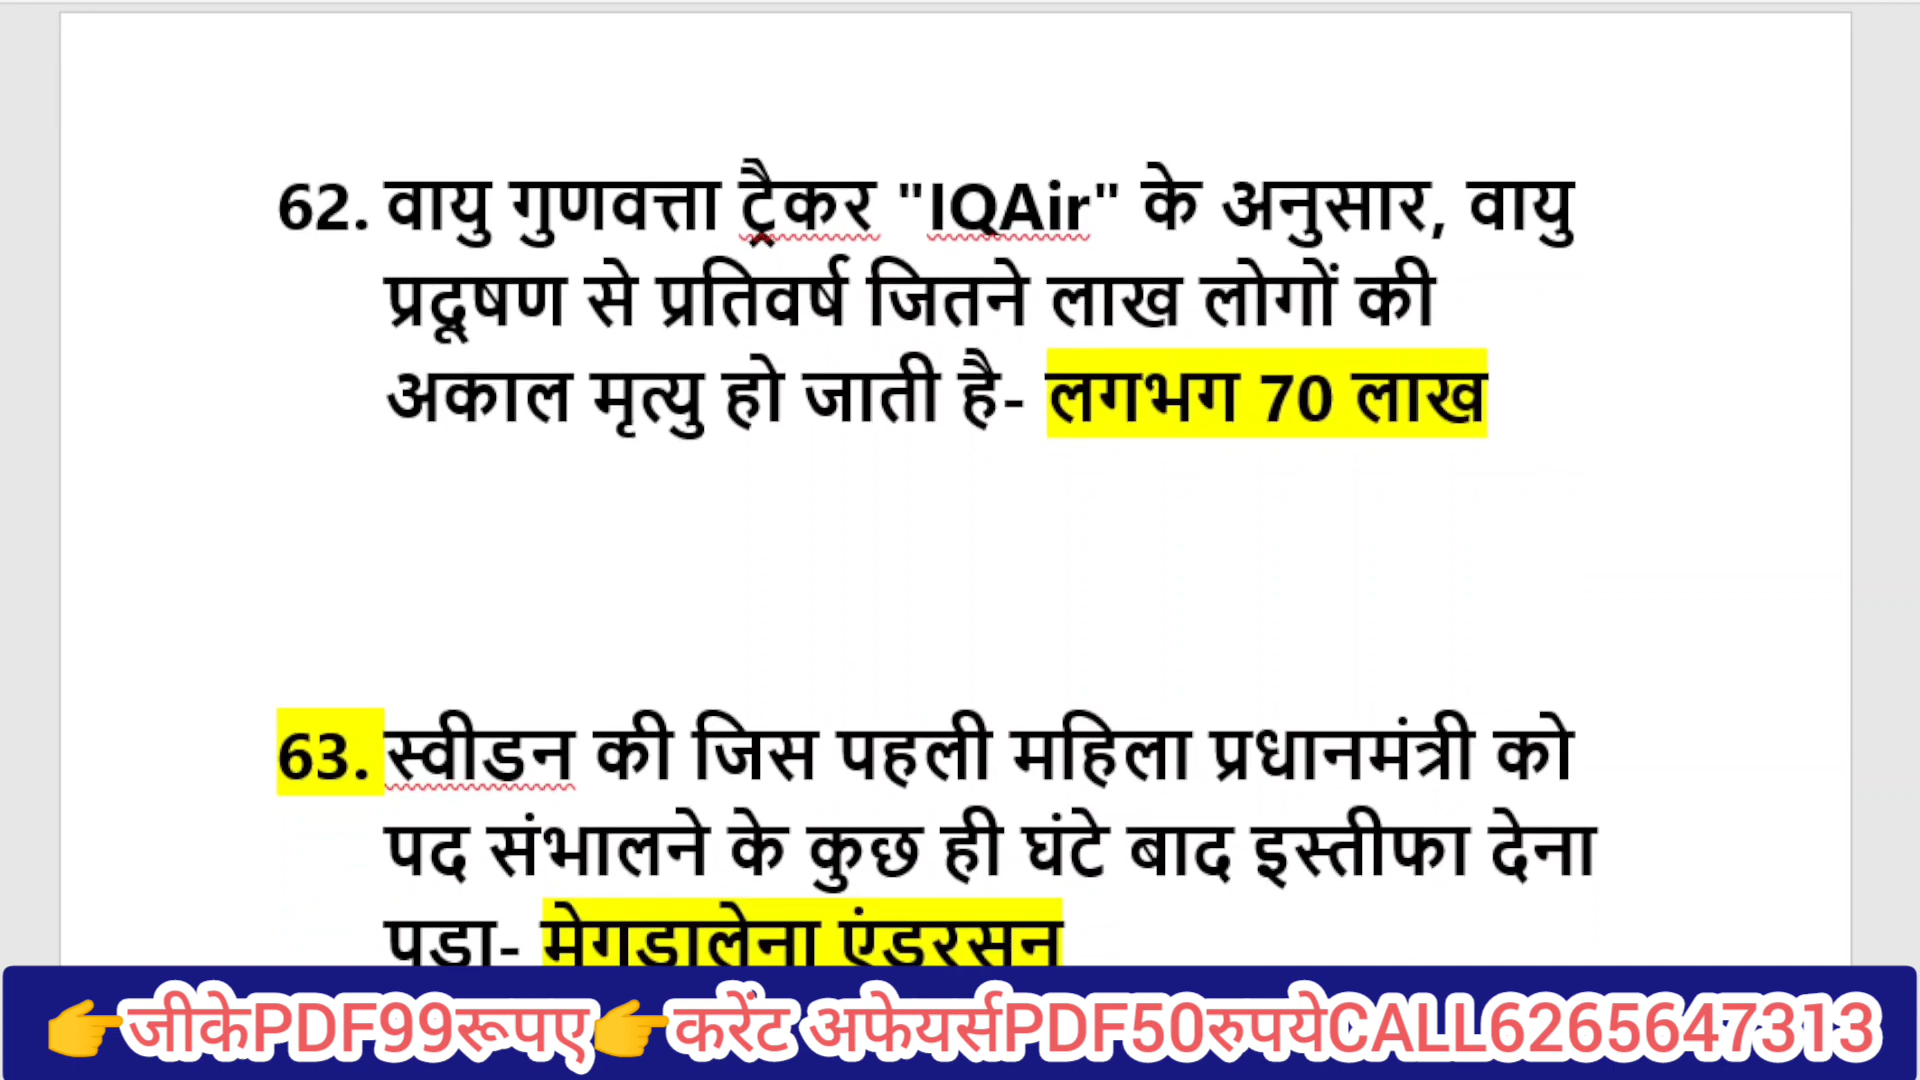 62. वायु गुणवत्ता ट्रैकर "IQAir" के अनुसार, वायु
प्रदूषण से प्रतिवर्ष जितने लाख लोगों की
अकाल मृत्यु हो जाती है- लगभग 70 लाख
63. स्वीडन की जिस पहली महिला प्रधानमंत्री को
पद संभालने के कुछ ही घंटे बाद इस्तीफा देना
पडा- मेगडालेना एंडरसन
👉जीकेPDF99रूपए👉करेंट अफेयर्सPDF50रुपयेCALL6265647313